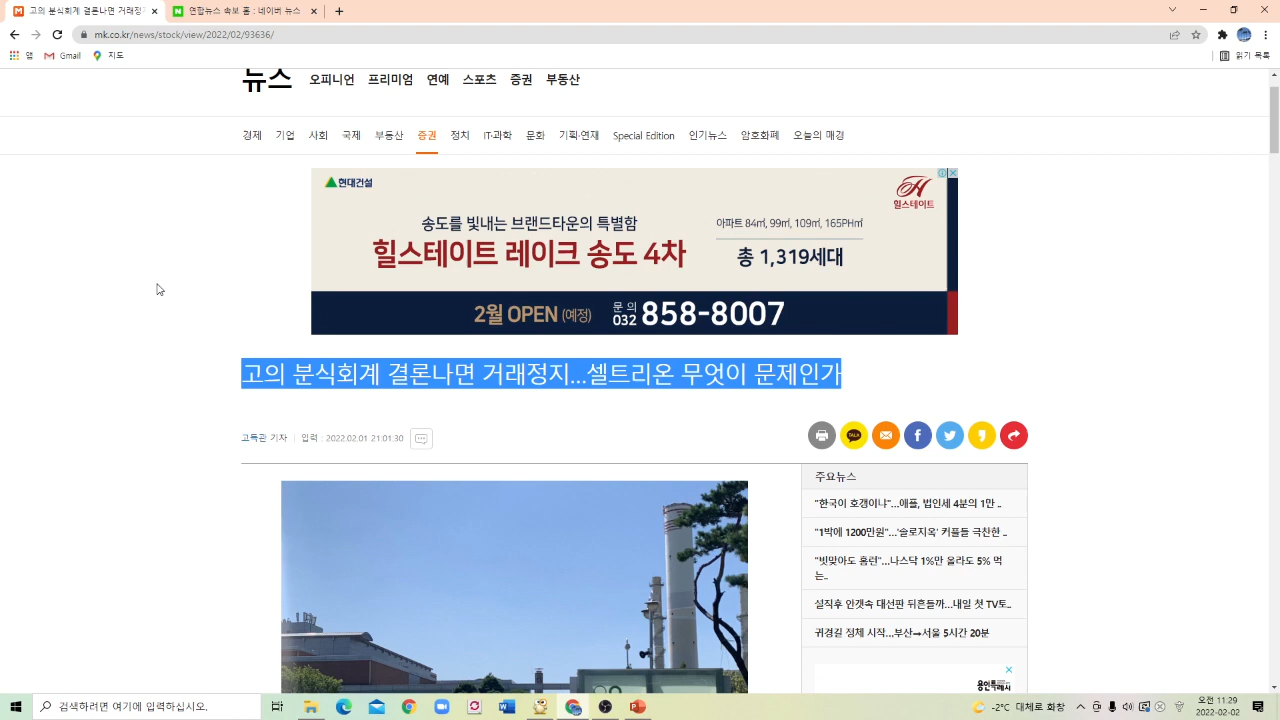 고의 분식회계 결론나면 거래정지
연합뉴스 속보 홈 : 네이버 뉴스
mk.co.kr/news/stock/view/2022/02/93636/
앱 Gmail 지도
읽기 목록
뉴스 오피니언 프리미엄 연예 스포츠 증권 부동산
경제 기업 사회 국제 부동산 증권 정치 IT·과학 문화 기획·연재 Special Edition 인기뉴스 암호화폐 오늘의 매경
현대건설
힐스테이트
송도를 빛내는 브랜드타운의 특별함
힐스테이트 레이크 송도 4차
아파트 84㎡, 99㎡, 109㎡, 165PH㎡
총 1,319세대
2월 OPEN (예정) 문의 032 858-8007
고의 분식회계 결론나면 거래정지...셀트리온 무엇이 문제인가
고득관 기자 | 입력 : 2022.02.01 21:01:30
TALK
주요뉴스
"한국이 호갱이냐"...애플, 법인세 4분의 1만 ..
"1박에 1200만원"...'솔로지옥' 커플들 극찬한 ..
"빗맞아도 홈런"...나스닥 1%만 올라도 5% 먹
는..
설직후 안갯속 대선판 뒤흔들까...내일 첫 TV토..
귀경길 정체 시작...부산→서울 5시간 20분
용인특례시
검색하려면 여기에 입력하십시오.
-2°C 대체로 화창
오전 11:29
2022-02-02